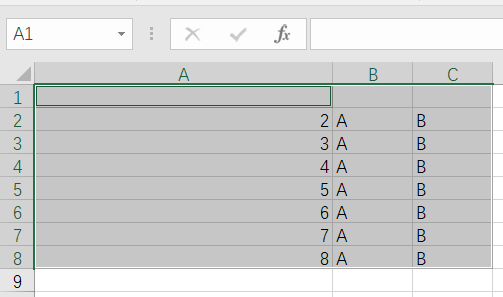 A1 fx
A B C
1
2 2 A B
3 3 A B
4 4 A B
5 5 A B
6 6 A B
7 7 A B
8 8 A B
9